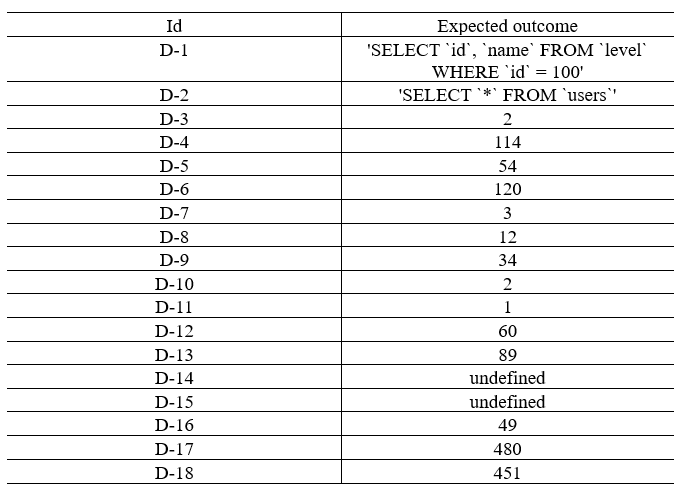 Id Expected outcome
D-1 'SELECT `id`, `name` FROM `level`
WHERE `id` = 100'
D-2 'SELECT `*` FROM `users`'
D-3 2
D-4 114
D-5 54
D-6 120
D-7 3
D-8 12
D-9 34
D-10 2
D-11 1
D-12 60
D-13 89
D-14 undefined
D-15 undefined
D-16 49
D-17 480
D-18 451